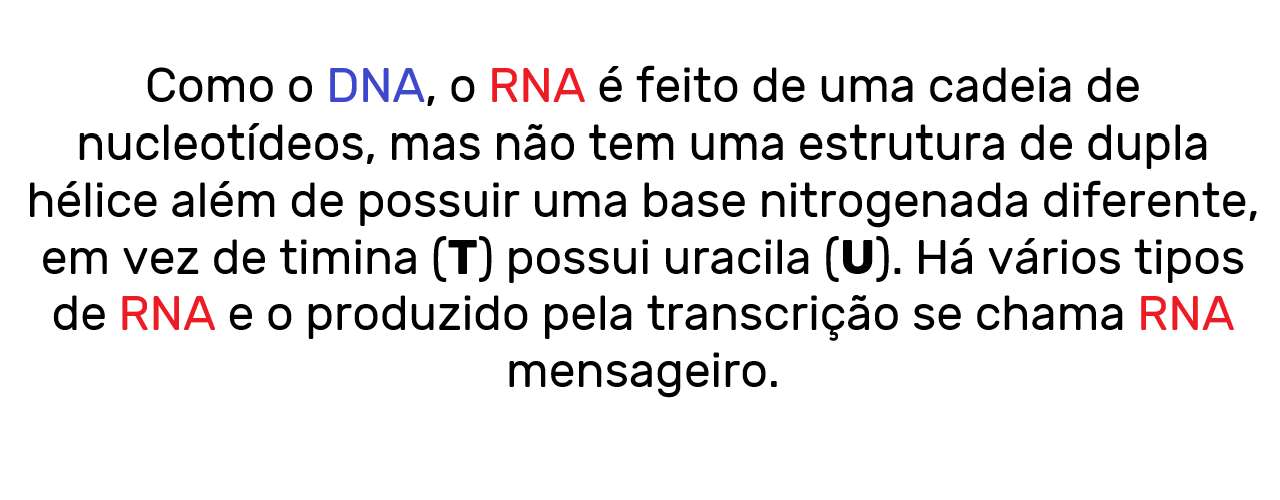 Como o DNA, o RNA é feito de uma cadeia de
nucleotídeos, mas não tem uma estrutura de dupla
hélice além de possuir uma base nitrogenada diferente,
em vez de timina (T) possui uracila (U). Há vários tipos
de RNA e o produzido pela transcrição se chama RNA
mensageiro.